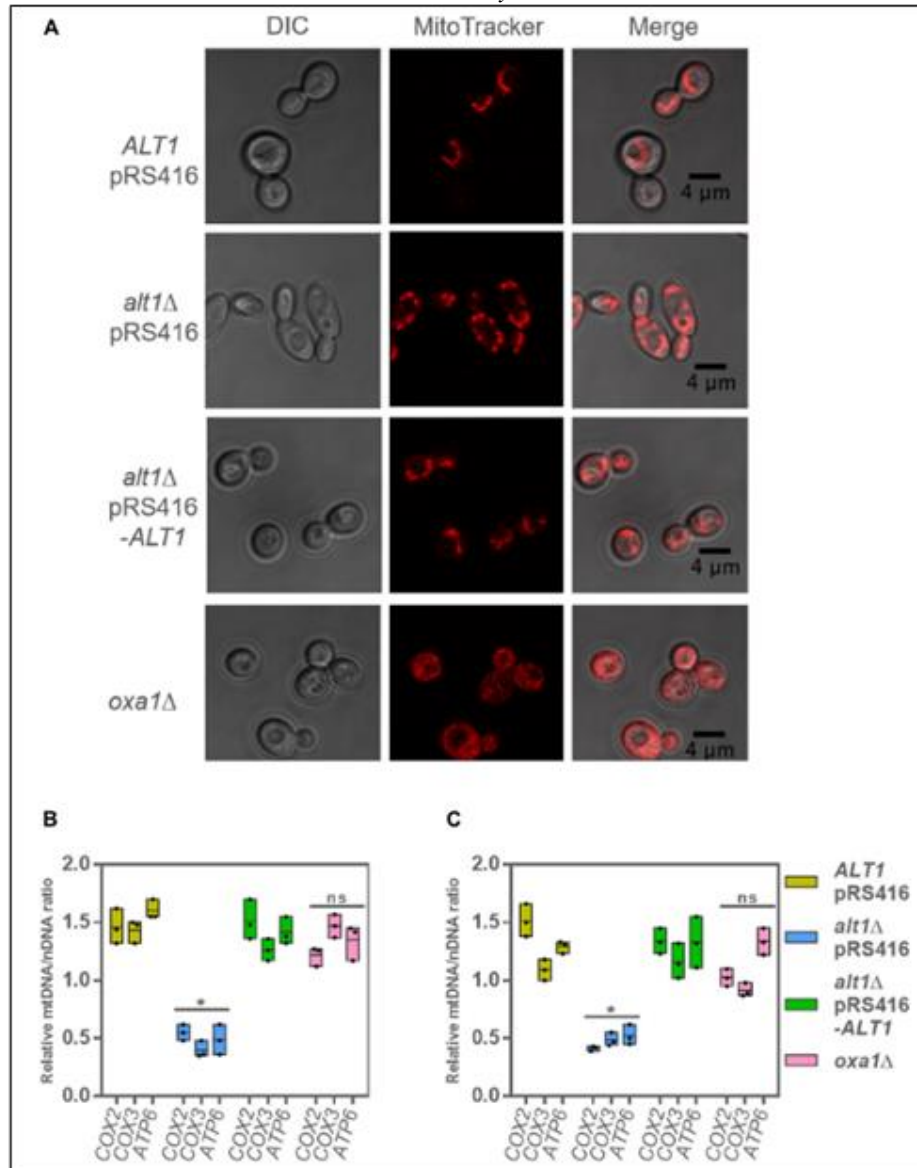 A
DIC MitoTracker Merge
ALT1
pRS416
4 µm
alt1Δ
pRS416
4 µm
alt1Δ
pRS416
-ALT1
4 µm
oxa1Δ
4 µm
B
Relative mtDNA/nDNA ratio
2.0
1.5
1.0
0.5
0.0
*
ns
COX2 COX3 ATP6 COX2 COX3 ATP6 COX2 COX3 ATP6 COX2 COX3 ATP6
C
Relative mtDNA/nDNA ratio
2.0
1.5
1.0
0.5
0.0
*
ns
COX2 COX3 ATP6 COX2 COX3 ATP6 COX2 COX3 ATP6 COX2 COX3 ATP6
ALT1
pRS416
alt1Δ
pRS416
alt1Δ
pRS416
-ALT1
oxa1Δ